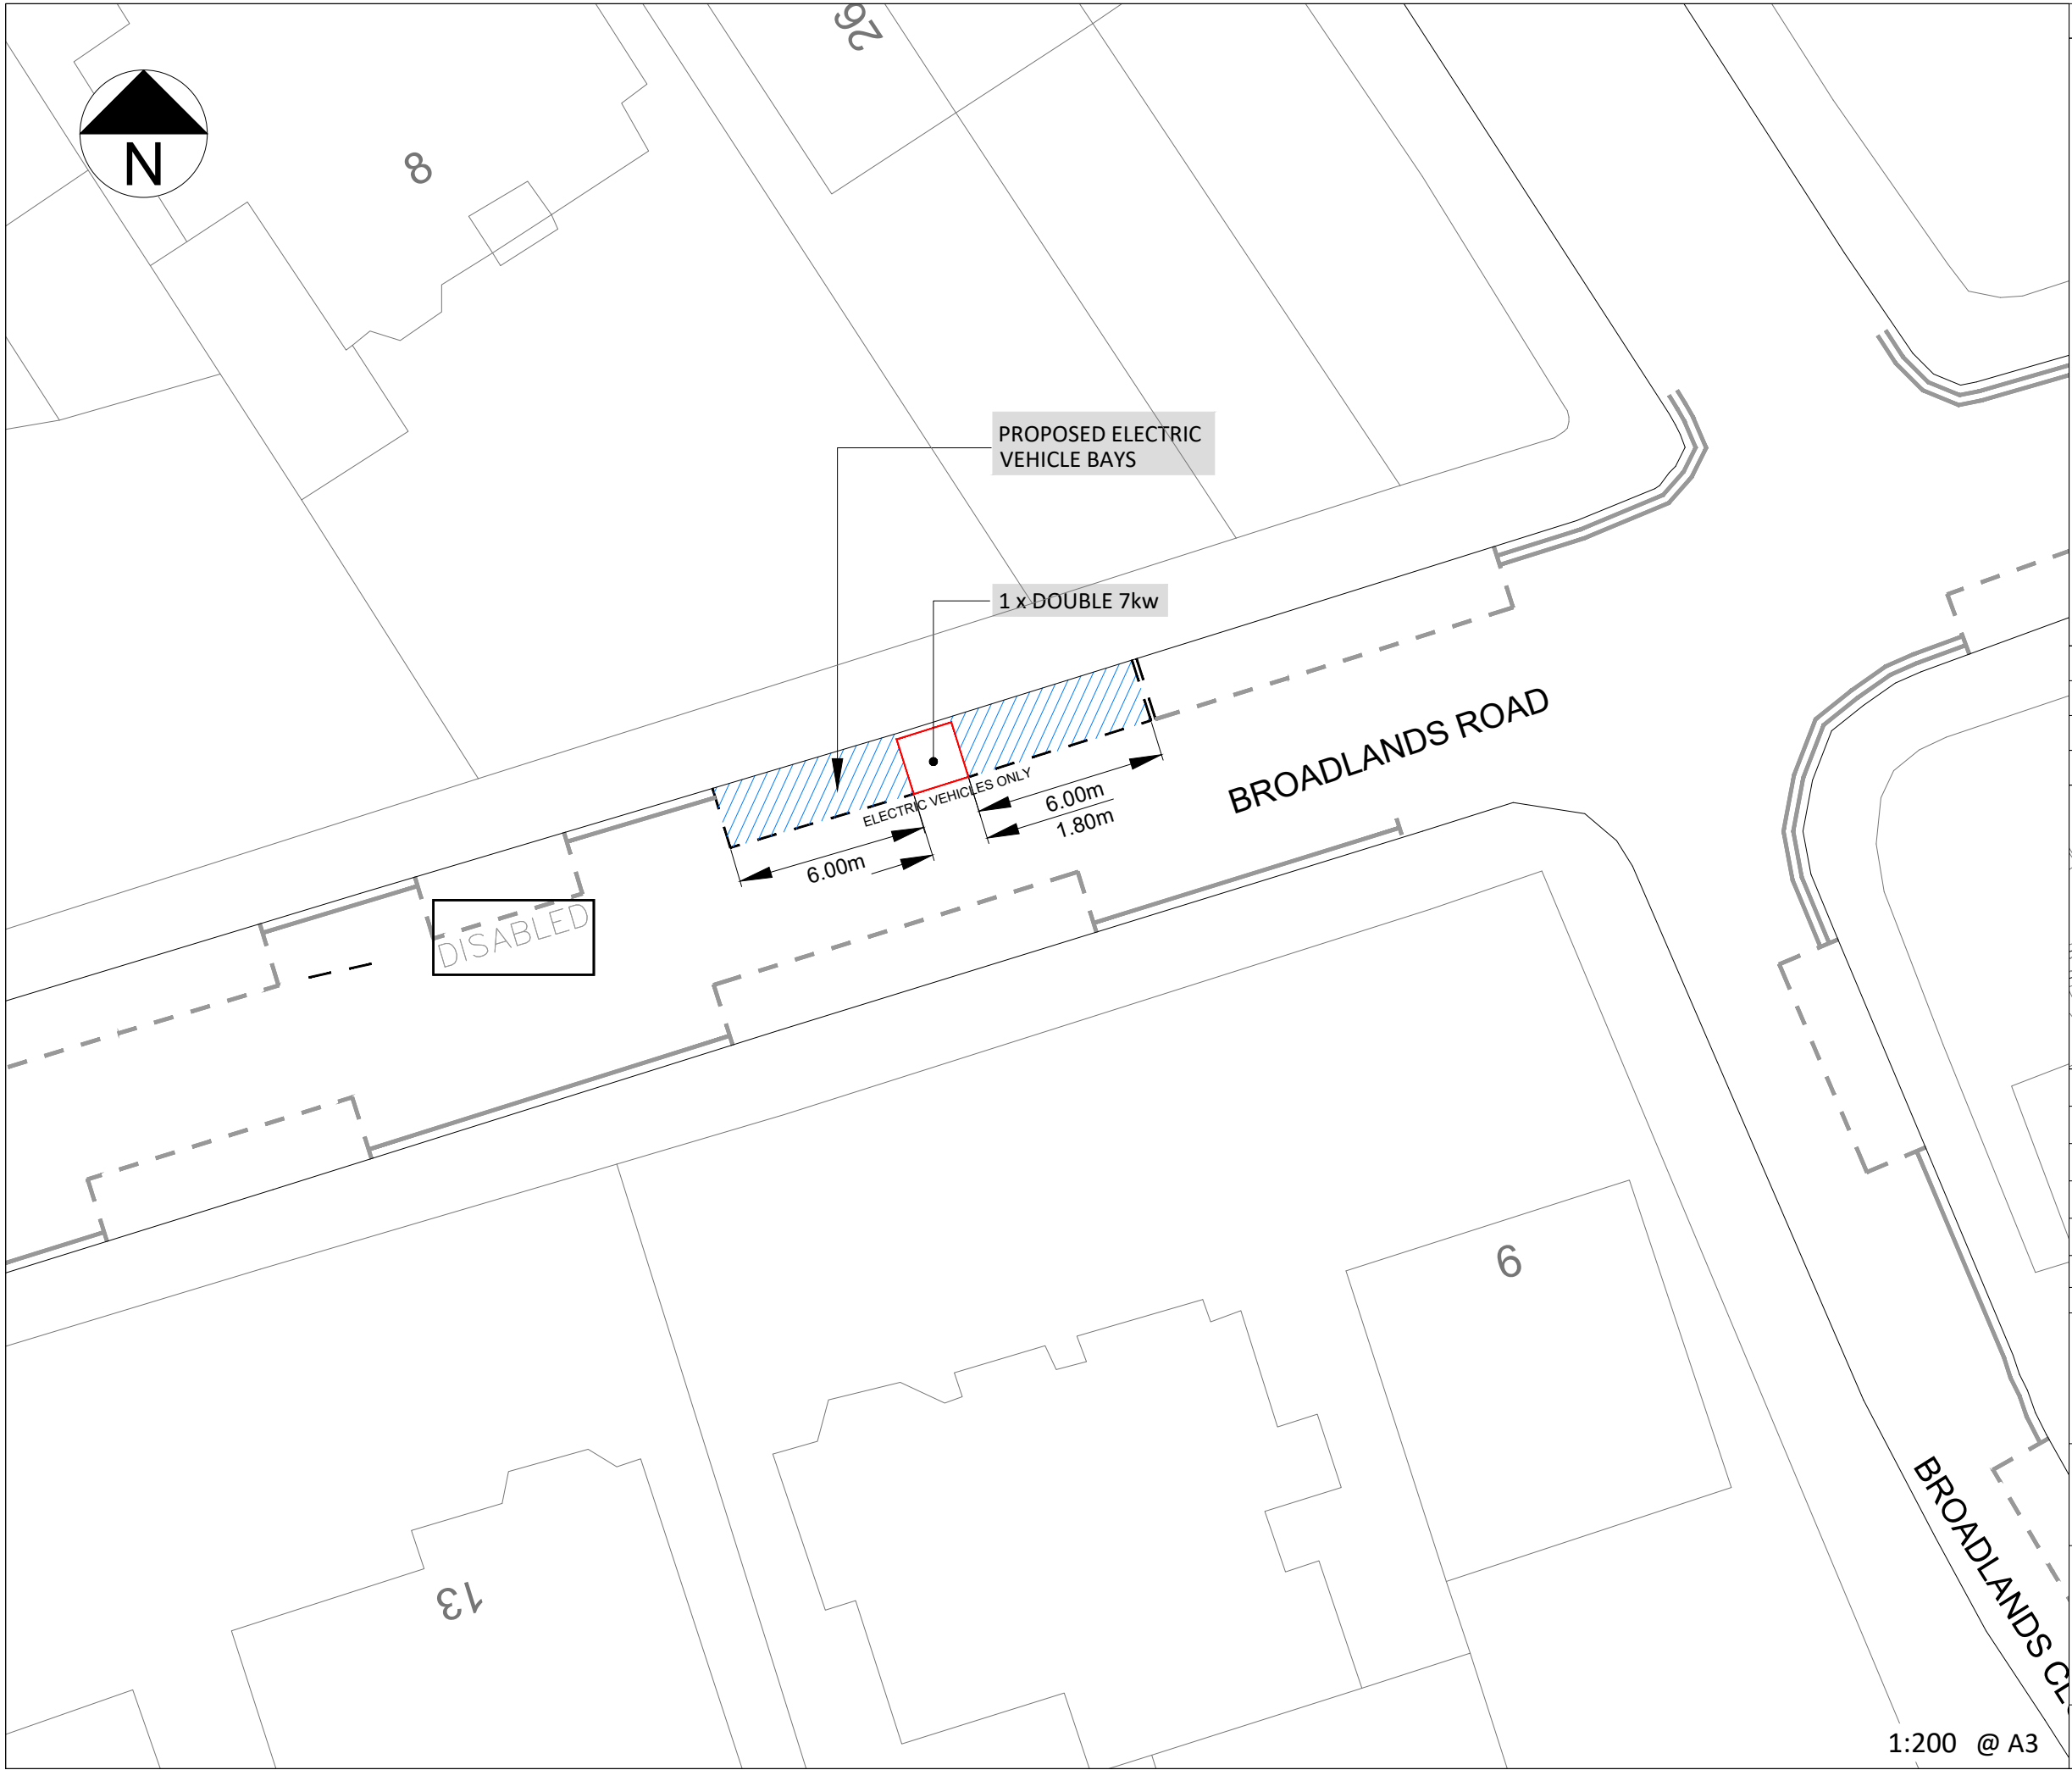 26
N
8
PROPOSED ELECTRIC
VEHICLE BAYS
1 x DOUBLE 7kw
BROADLANDS ROAD
ELECTRIC VEHICLES ONLY
6.00m
1.80m
6.00m
DISABLED
9
13
BROADLANDS CL
1:200 @ A3